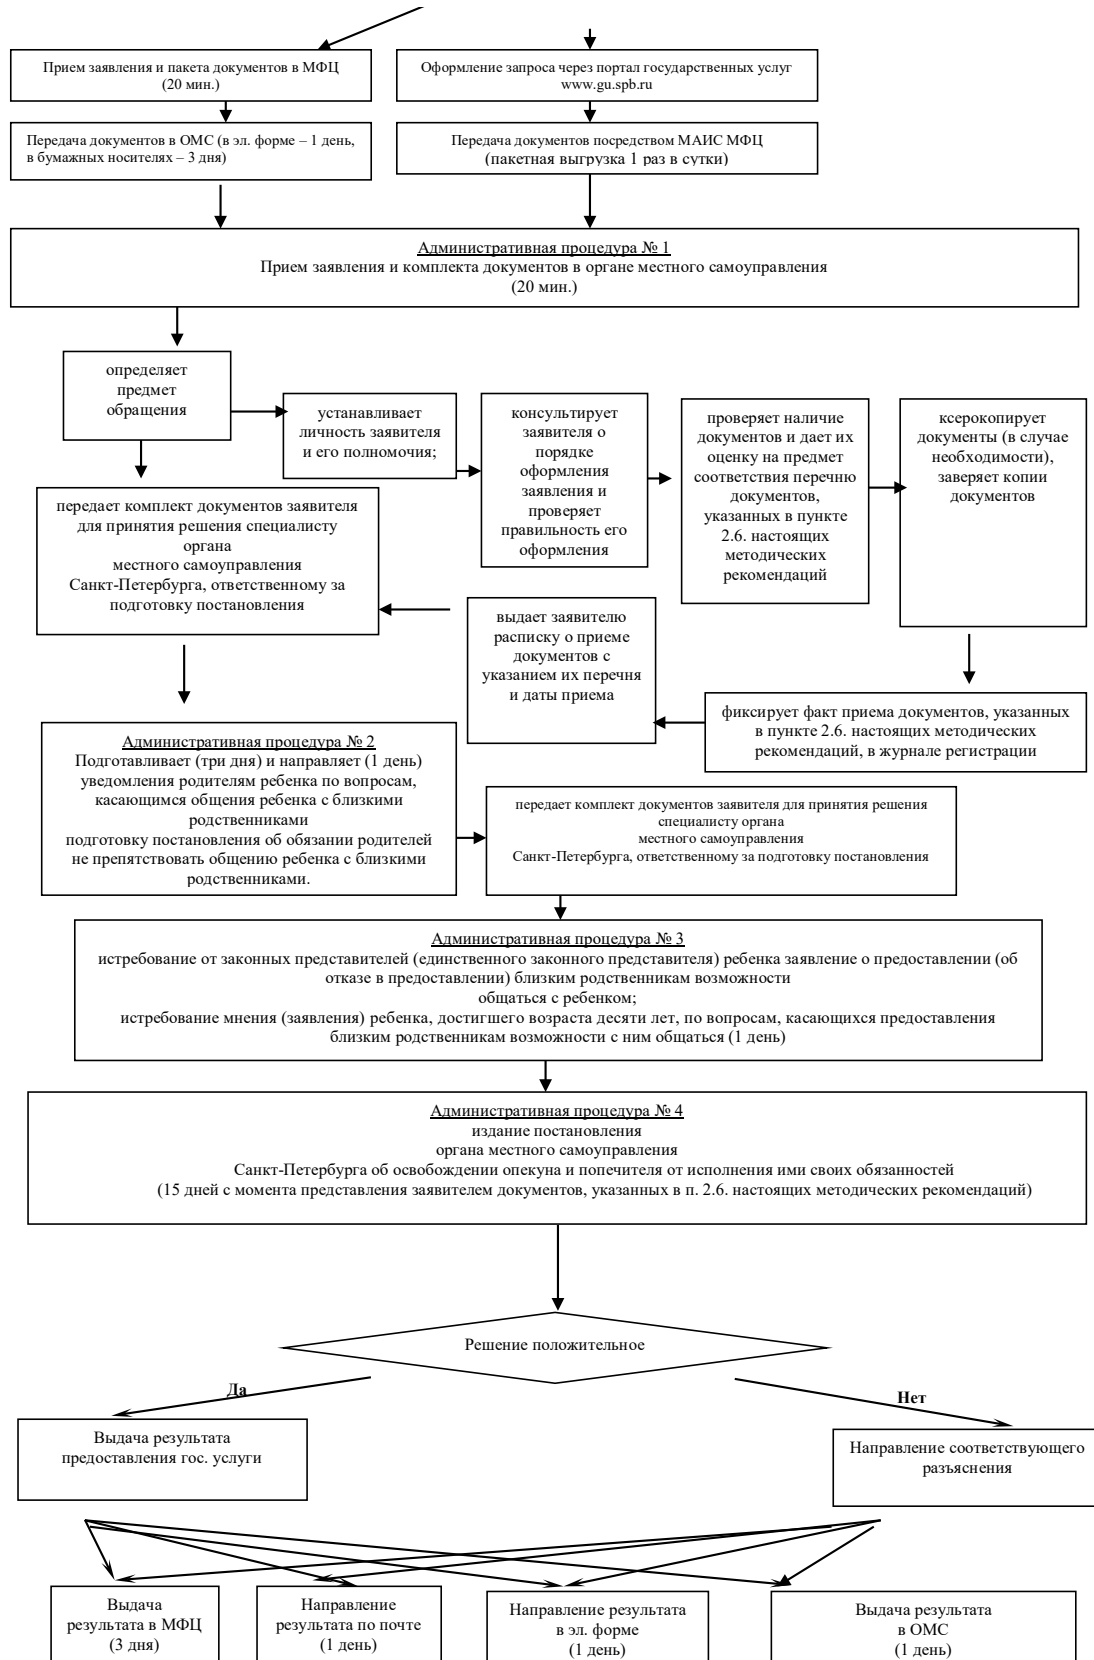 Прием заявления и пакета документов в МФЦ
(20 мин.)
Оформление запроса через портал государственных услуг
www.gu.spb.ru
Передача документов в ОМС (в эл. форме – 1 день,
в бумажных носителях – 3 дня)
Передача документов посредством МАИС МФЦ
(пакетная выгрузка 1 раз в сутки)
Административная процедура № 1
Прием заявления и комплекта документов в органе местного самоуправления
(20 мин.)
определяет
предмет
обращения
устанавливает
личность заявителя
и его полномочия;
консультирует
заявителя о
порядке
оформления
заявления и
проверяет
правильность его
оформления
проверяет наличие
документов и дает их
оценку на предмет
соответствия перечню
документов,
указанных в пункте
2.6. настоящих
методических
рекомендаций
ксерокопирует
документы (в случае
необходимости),
заверяет копии
документов
передает комплект документов заявителя
для принятия решения специалисту
органа
местного самоуправления
Санкт-Петербурга, ответственному за
подготовку постановления
выдает заявителю
расписку о приеме
документов с
указанием их перечня
и даты приема
фиксирует факт приема документов, указанных
в пункте 2.6. настоящих методических
рекомендаций, в журнале регистрации
Административная процедура № 2
Подготавливает (три дня) и направляет (1 день)
уведомления родителям ребенка по вопросам,
касающимся общения ребенка с близкими
родственниками
подготовку постановления об обязании родителей
не препятствовать общению ребенка с близкими
родственниками.
передает комплект документов заявителя для принятия решения
специалисту органа
местного самоуправления
Санкт-Петербурга, ответственному за подготовку постановления
Административная процедура № 3
истребование от законных представителей (единственного законного представителя) ребенка заявление о предоставлении (об
отказе в предоставлении) близким родственникам возможности
общаться с ребенком;
истребование мнения (заявления) ребенка, достигшего возраста десяти лет, по вопросам, касающихся предоставления
близким родственникам возможности с ним общаться (1 день)
Административная процедура № 4
издание постановления
органа местного самоуправления
Санкт-Петербурга об освобождении опекуна и попечителя от исполнения ими своих обязанностей
(15 дней с момента представления заявителем документов, указанных в п. 2.6. настоящих методических рекомендаций)
Решение положительное
Да
Нет
Выдача результата
предоставления гос. услуги
Направление соответствующего
разъяснения
Выдача
результата в МФЦ
(3 дня)
Направление
результата по почте
(1 день)
Направление результата
в эл. форме
(1 день)
Выдача результата
в ОМС
(1 день)